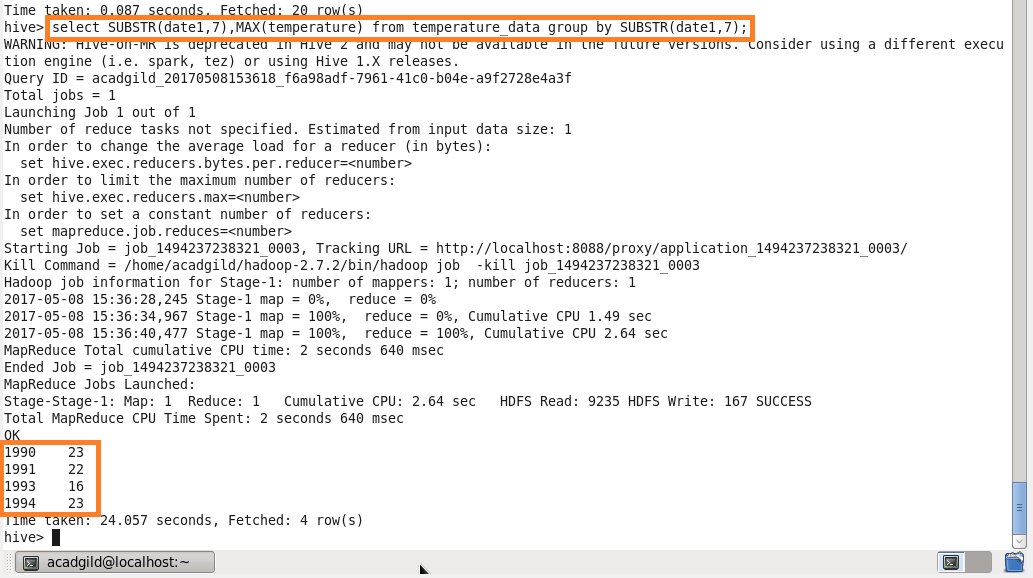 Time taken: 0.087 seconds, Fetched: 20 row(s)
hive> select SUBSTR(date1,7),MAX(temperature) from temperature_data group by SUBSTR(date1,7);
WARNING: Hive-on-MR is deprecated in Hive 2 and may not be available in the future versions. Consider using a different execu
tion engine (i.e. spark, tez) or using Hive 1.X releases.
Query ID = acadgild_20170508153618_f6a98adf-7961-41c0-b04e-a9f2728e4a3f
Total jobs = 1
Launching Job 1 out of 1
Number of reduce tasks not specified. Estimated from input data size: 1
In order to change the average load for a reducer (in bytes):
  set hive.exec.reducers.bytes.per.reducer=<number>
In order to limit the maximum number of reducers:
  set hive.exec.reducers.max=<number>
In order to set a constant number of reducers:
  set mapreduce.job.reduces=<number>
Starting Job = job_1494237238321_0003, Tracking URL = http://localhost:8088/proxy/application_1494237238321_0003/
Kill Command = /home/acadgild/hadoop-2.7.2/bin/hadoop job  -kill job_1494237238321_0003
Hadoop job information for Stage-1: number of mappers: 1; number of reducers: 1
2017-05-08 15:36:28,245 Stage-1 map = 0%,  reduce = 0%
2017-05-08 15:36:34,967 Stage-1 map = 100%,  reduce = 0%, Cumulative CPU 1.49 sec
2017-05-08 15:36:40,477 Stage-1 map = 100%,  reduce = 100%, Cumulative CPU 2.64 sec
MapReduce Total cumulative CPU time: 2 seconds 640 msec
Ended Job = job_1494237238321_0003
MapReduce Jobs Launched:
Stage-Stage-1: Map: 1  Reduce: 1   Cumulative CPU: 2.64 sec   HDFS Read: 9235 HDFS Write: 167 SUCCESS
Total MapReduce CPU Time Spent: 2 seconds 640 msec
OK
1990    23
1991    22
1993    16
1994    23
Time taken: 24.057 seconds, Fetched: 4 row(s)
hive>
acadgild@localhost:~